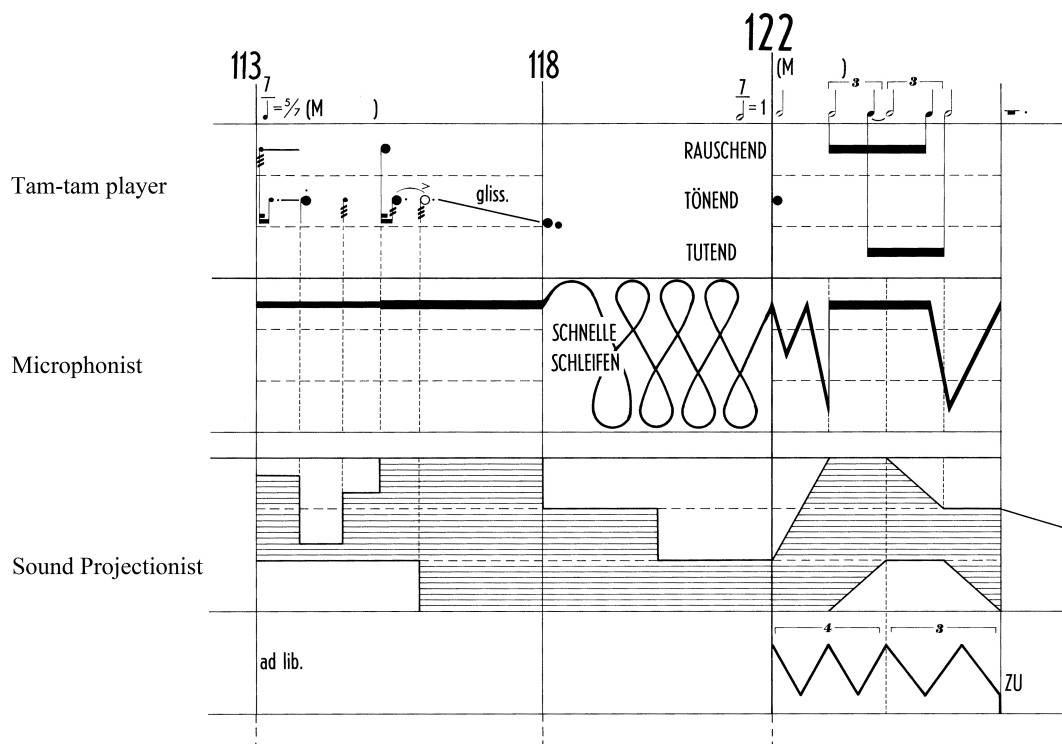 113
118
122
7
♩= 5/7 (M )
7
𝅗𝅥=1 (M )
3
3
Tam-tam player
RAUSCHEND
TÖNEND
TUTEND
gliss.
>
Microphonist
SCHNELLE
SCHLEIFEN
Sound Projectionist
4
3
ad lib.
ZU